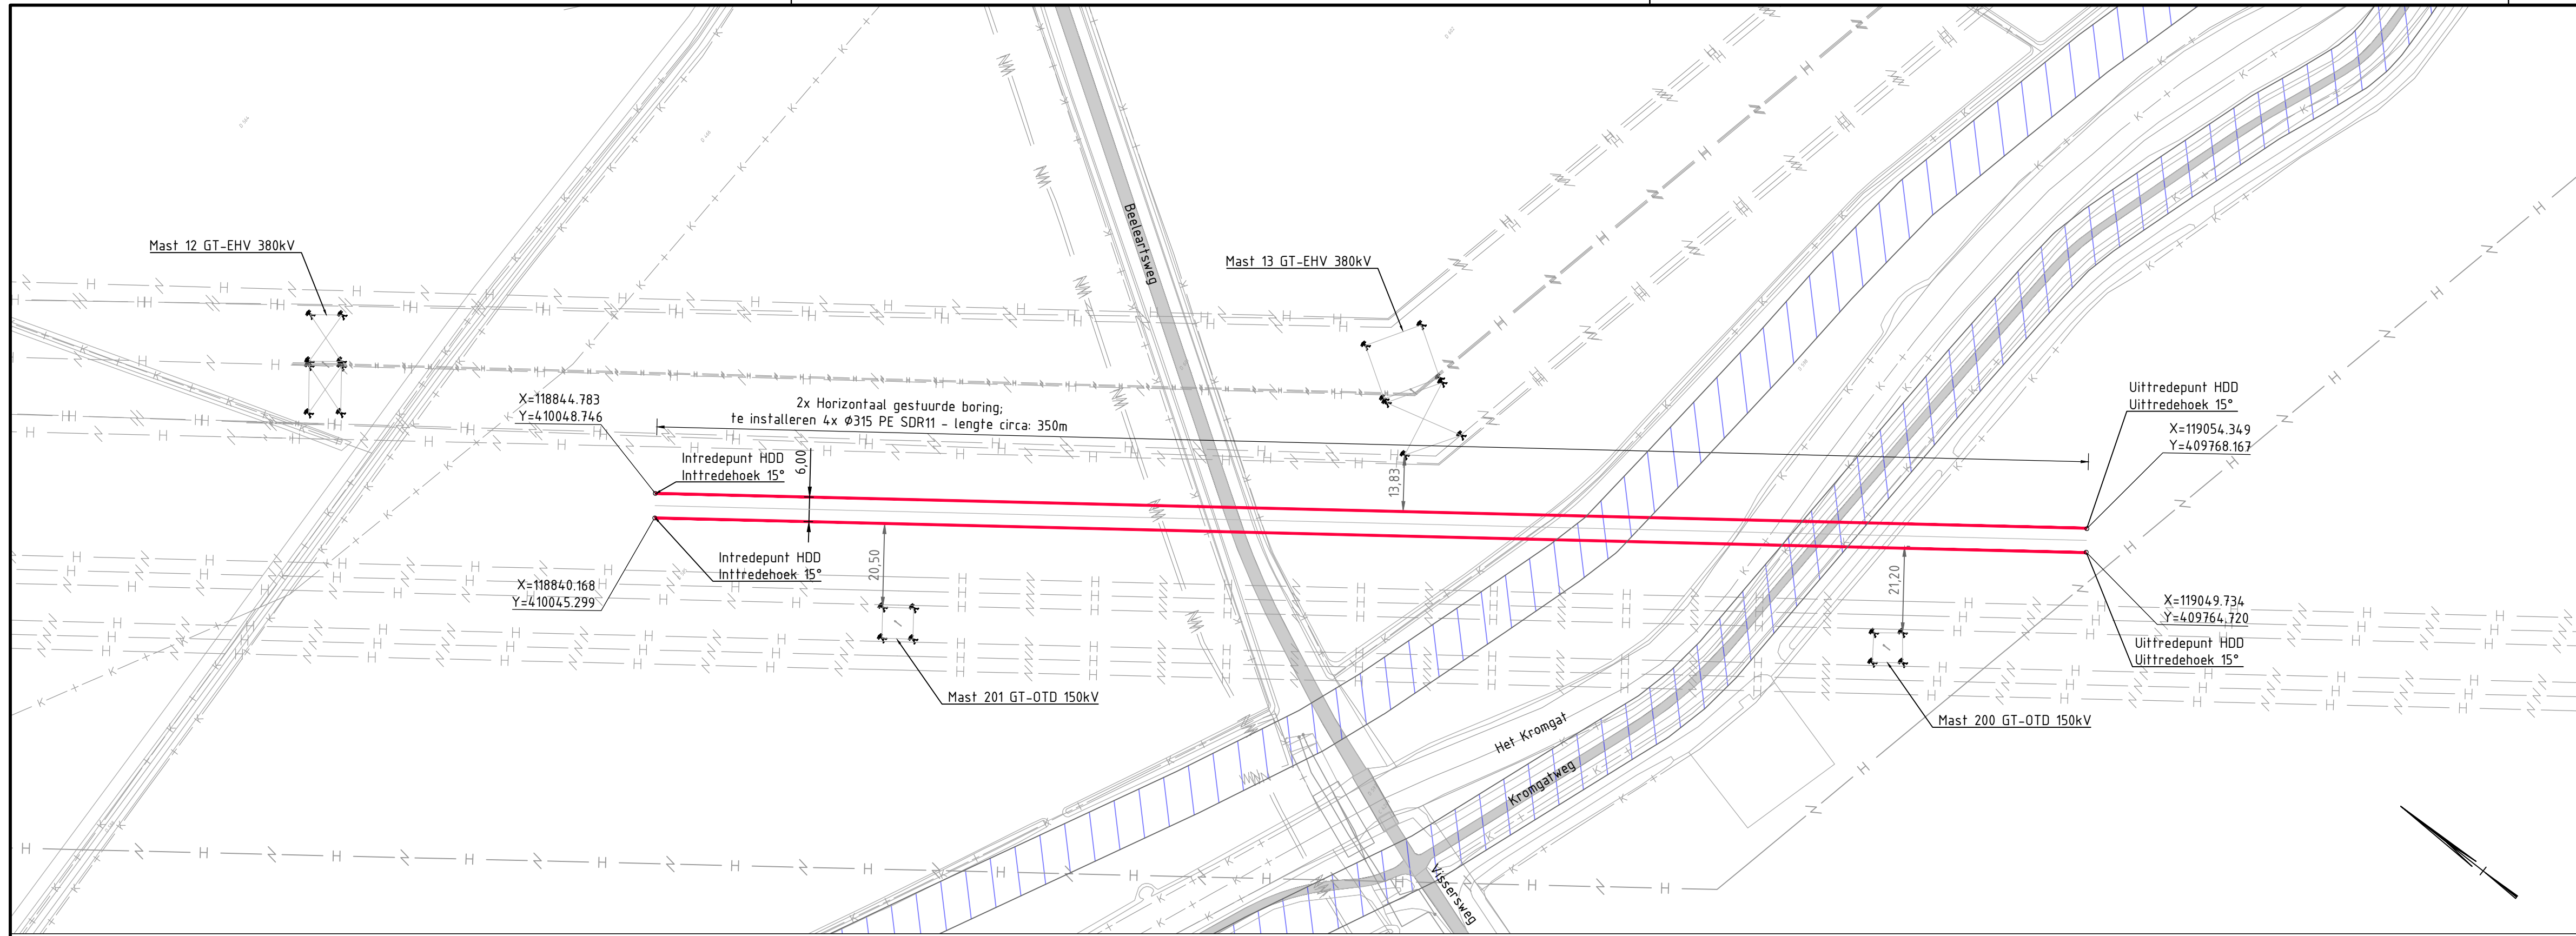 Mast 12 GT-EHV 380kV
Beeleartsweg
Mast 13 GT-EHV 380kV
X=118844.783
Y=410048.746
2x Horizontaal gestuurde boring;
te installeren 4x Ø315 PE SDR11 - lengte circa: 350m
Uittredepunt HDD
Uittredehoek 15°
X=119054.349
Y=409768.167
Intredepunt HDD
Inttredehoek 15°
6,00
13,83
Intredepunt HDD
Inttredehoek 15°
20,50
21,20
X=118840.168
Y=410045.299
X=119049.734
Y=409764.720
Uittredepunt HDD
Uittredehoek 15°
Mast 201 GT-OTD 150kV
Mast 200 GT-OTD 150kV
Het Kromgat
Kromgatweg
Vissersweg